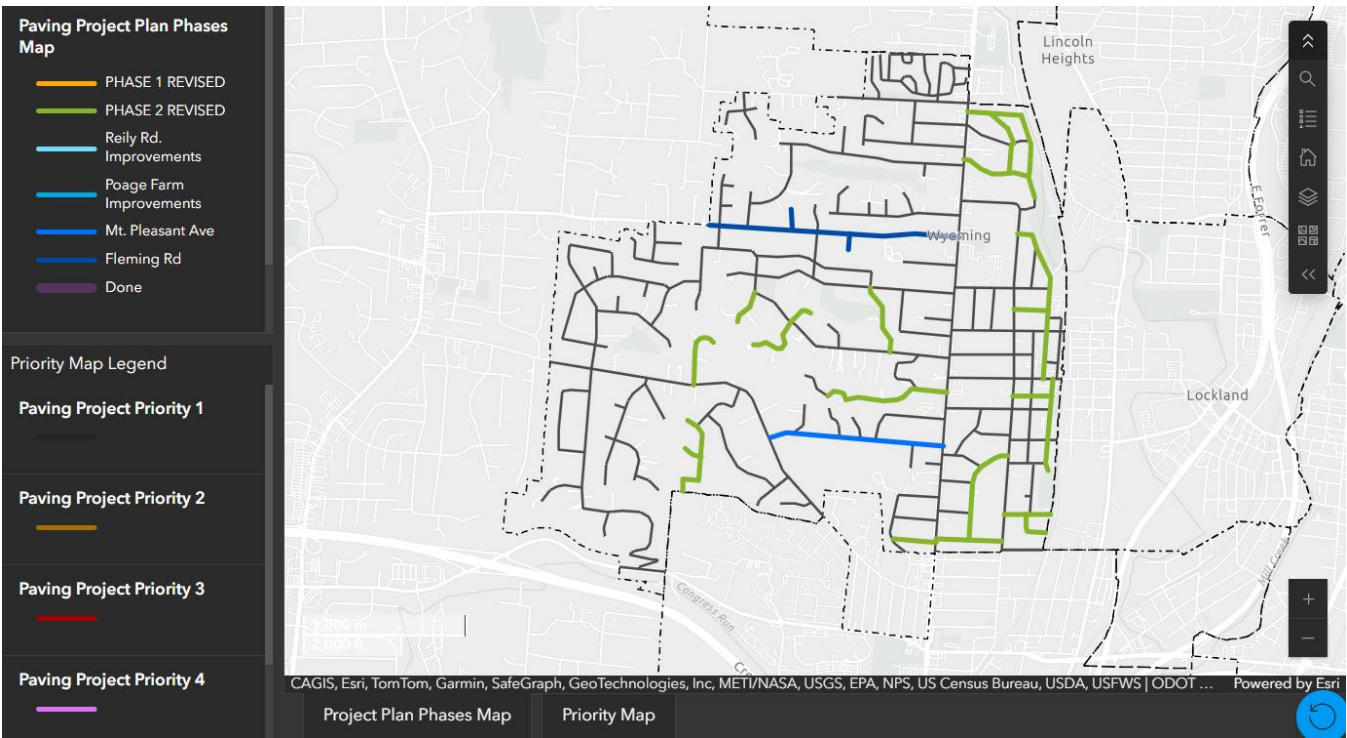 Paving Project Plan Phases
Map
PHASE 1 REVISED
PHASE 2 REVISED
Reily Rd.
Improvements
Poage Farm
Improvements
Mt. Pleasant Ave
Fleming Rd
Done
Priority Map Legend
Paving Project Priority 1
Paving Project Priority 2
Paving Project Priority 3
Paving Project Priority 4
Lincoln
Heights
Wyoming
Lockland
Mill Creek
Congress Run
1,000 m
2,000 ft
CAGIS, Esri, TomTom, Garmin, SafeGraph, GeoTechnologies, Inc, METI/NASA, USGS, EPA, NPS, US Census Bureau, USDA, USFWS | ODOT ...
Powered by Esri
Project Plan Phases Map
Priority Map